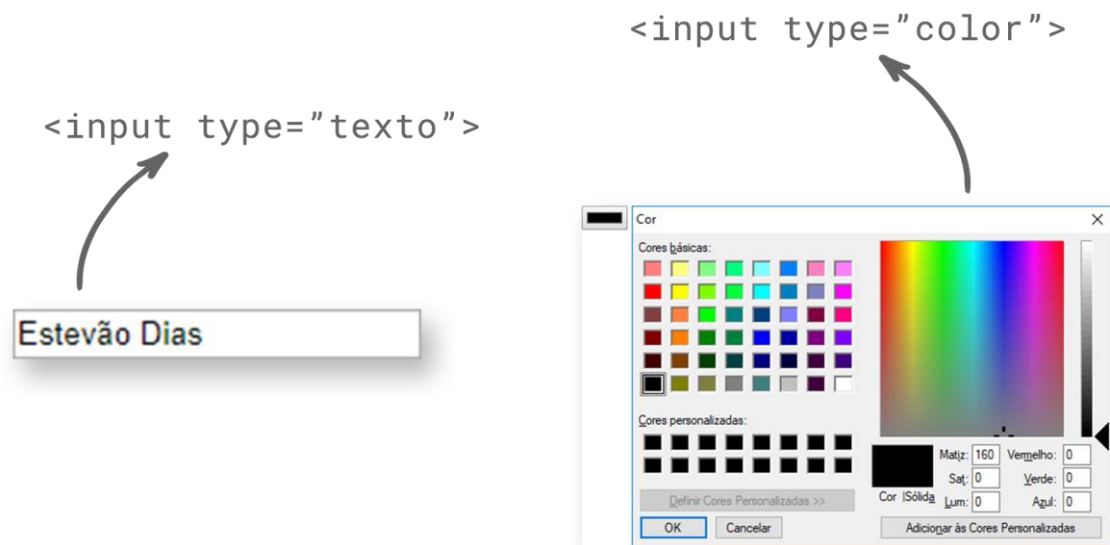 <input type="color">
<input type="texto">
Estevão Dias
Cor
Cores básicas:
Cores personalizadas:
Definir Cores Personalizadas >>
OK
Cancelar
Matiz: 160
Vermelho: 0
Sat: 0
Verde: 0
Cor |Sólida
Lum: 0
Azul: 0
Adicionar às Cores Personalizadas